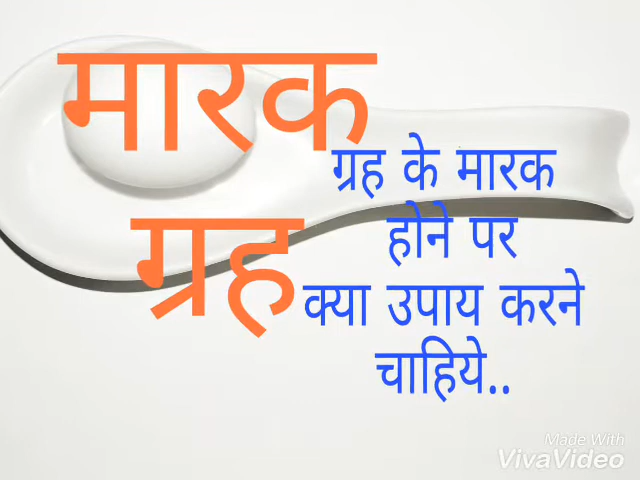 मारक
ग्रह
ग्रह के मारक
होने पर
क्या उपाय करने
चाहिये..
Made With
VivaVideo